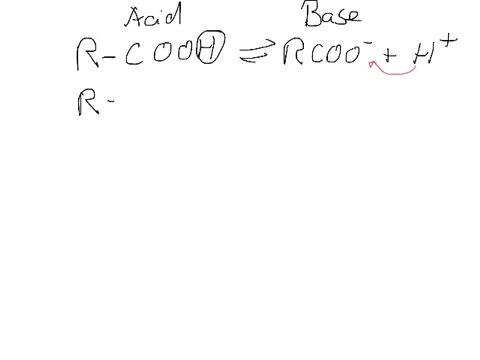 Acid Base
R-COOH ⇌ RCOO⁻ + H⁺
R-